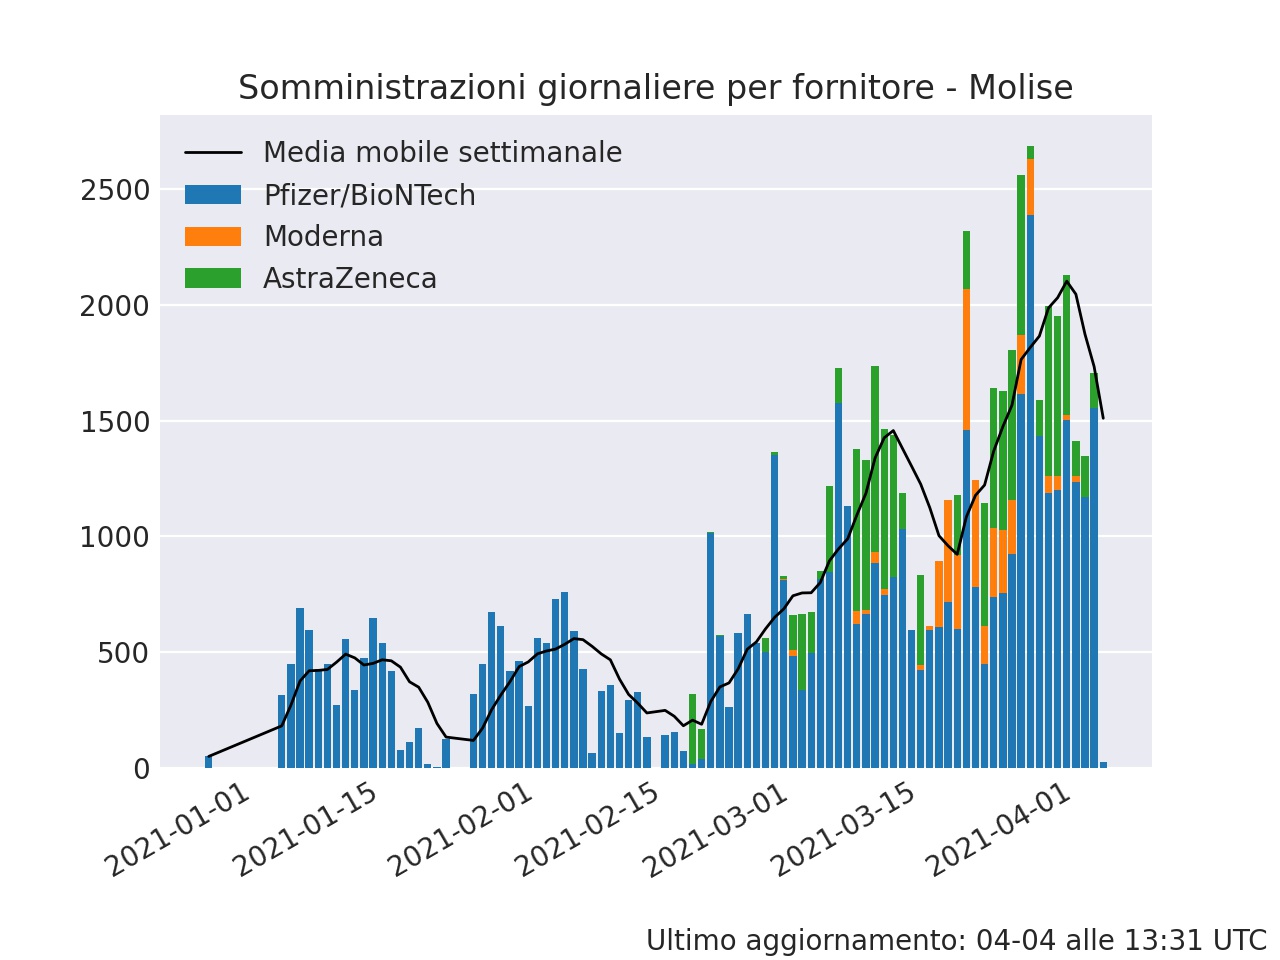 Somministrazioni giornaliere per fornitore - Molise
Media mobile settimanale
Pfizer/BioNTech
Moderna
AstraZeneca
2500
2000
1500
1000
500
0
2021-01-01
2021-01-15
2021-02-01
2021-02-15
2021-03-01
2021-03-15
2021-04-01
Ultimo aggiornamento: 04-04 alle 13:31 UTC